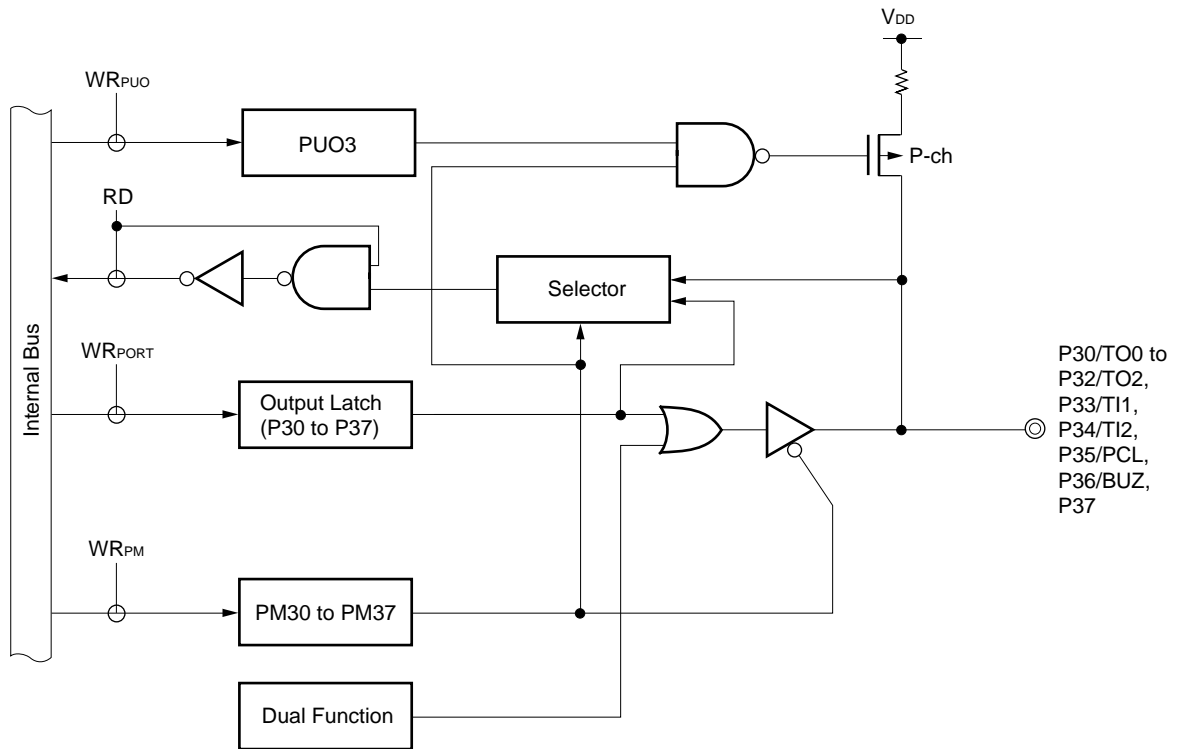 VDD
WRPUO
PUO3
P-ch
RD
Selector
Internal Bus
WRPORT
Output Latch
(P30 to P37)
P30/TO0 to
P32/TO2,
P33/TI1,
P34/TI2,
P35/PCL,
P36/BUZ,
P37
WRPM
PM30 to PM37
Dual Function